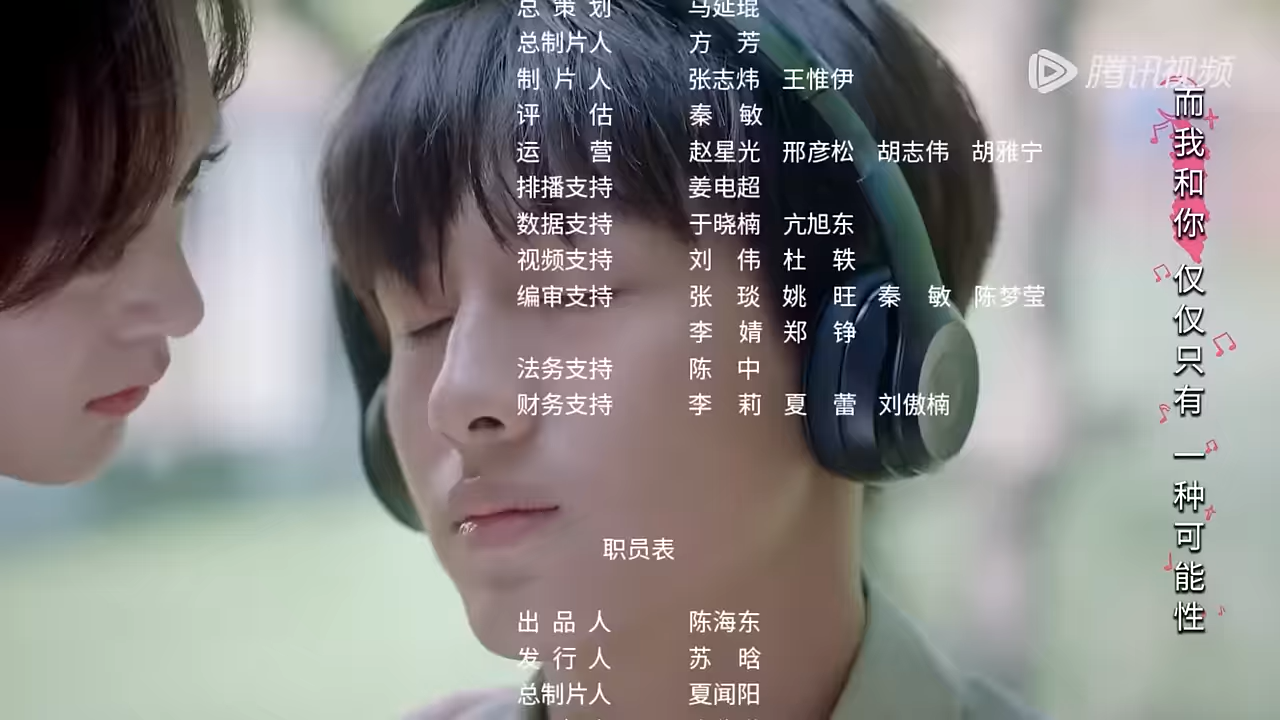 总策划 马延琨
总制片人 方芳
制片人 张志炜 王惟伊
评估 秦敏
运营 赵星光 邢彦松 胡志伟 胡雅宁
排播支持 姜电超
数据支持 于晓楠 亢旭东
视频支持 刘伟 杜轶
编审支持 张琰 姚旺 秦敏 陈梦莹
李婧 郑铮
法务支持 陈中
财务支持 李莉 夏蕾 刘傲楠
职员表
出品人 陈海东
发行人 苏晗
总制片人 夏闻阳
腾讯视频
而我和你 仅仅只有 一种可能性